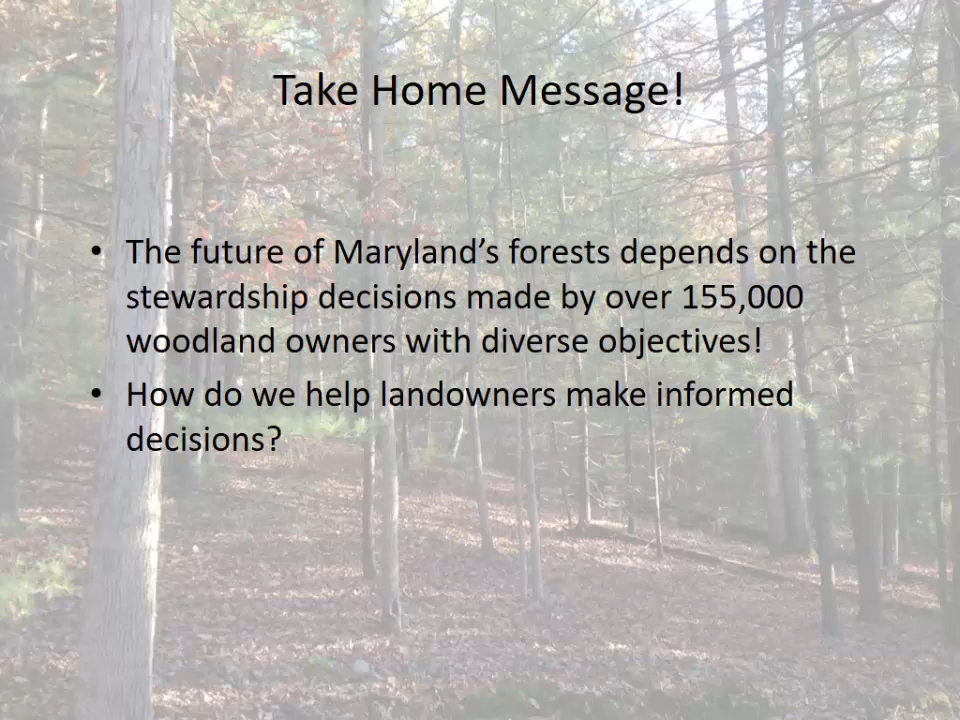 Take Home Message!
• The future of Maryland’s forests depends on the
stewardship decisions made by over 155,000
woodland owners with diverse objectives!
• How do we help landowners make informed
decisions?